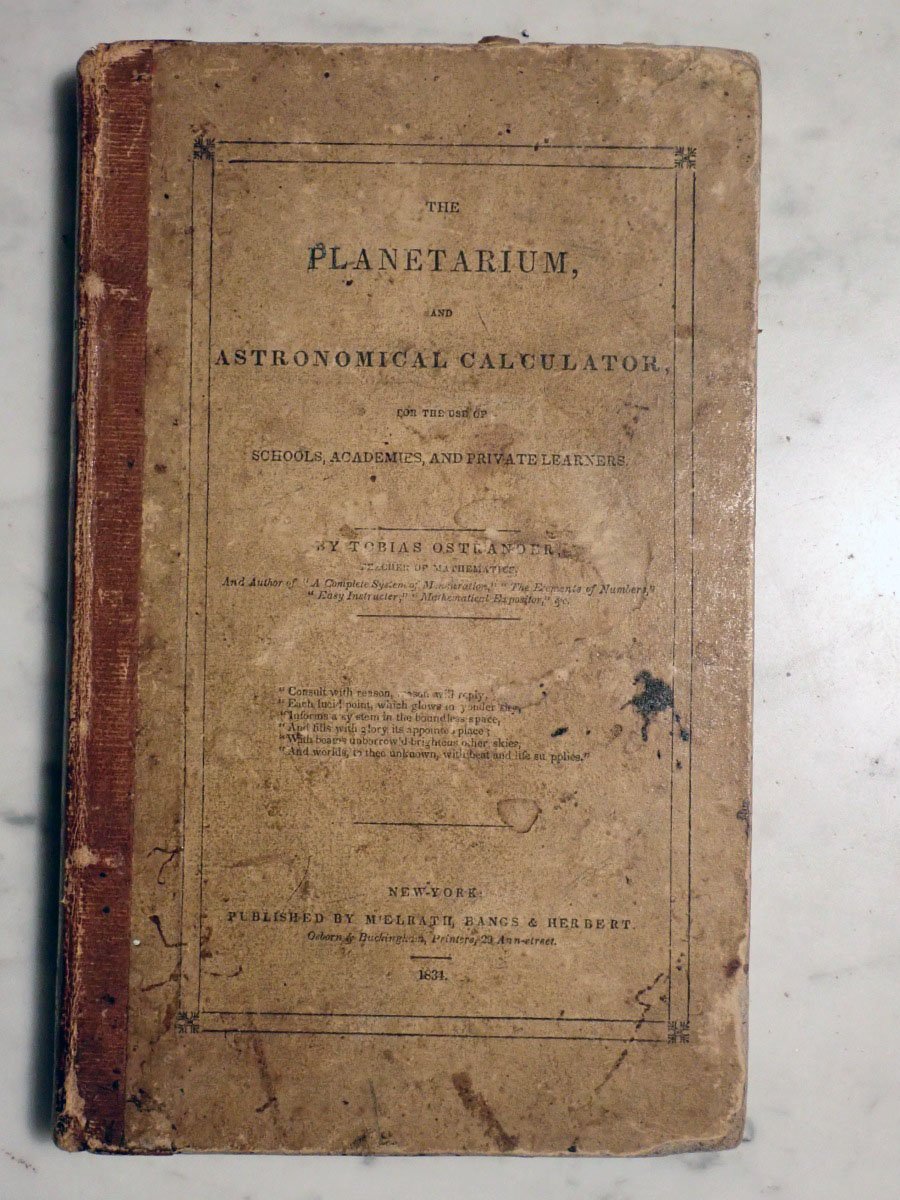 THE
PLANETARIUM,
AND
ASTRONOMICAL CALCULATOR,
FOR THE USE OF
SCHOOLS, ACADEMIES, AND PRIVATE LEARNERS.
BY TOBIAS OSTRANDER,
TEACHER OF MATHEMATICS,
And Author of "A Complete System of Mensuration," "The Elements of Numbers,"
"Easy Instructer," "Mathematical Expositor," &c.
"Consult with reason, reason will reply,
"Each lucid point, which glows in yonder sky,
"Informs a system in the boundless space,
"And fills with glory its appointed place;
"With beams unborrow'd brightens other skies,
"And worlds, to thee unknown, with heat and life supplies."
NEW-YORK:
PUBLISHED BY M'ELRATH, BANGS & HERBERT.
Osborn & Buckingham, Printers, 29 Ann-street.
1834.